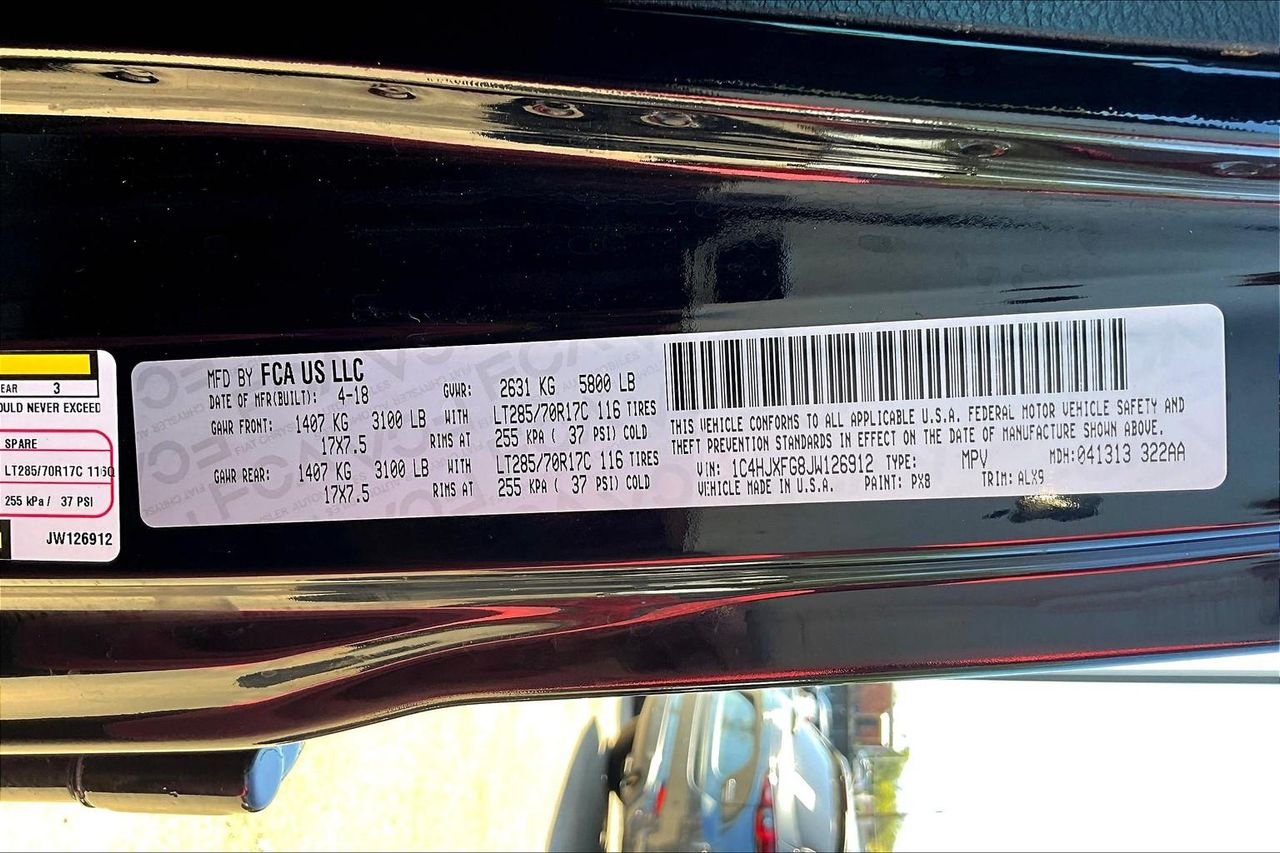 EAR 3
OULD NEVER EXCEED
SPARE
LT285/70R17C 116Q
255 kPa / 37 PSI
JW126912
MFD BY FCA US LLC
DATE OF MFR(BUILT): 4-18 GVWR: 2631 KG 5800 LB
GAWR FRONT: 1407 KG 3100 LB WITH LT285/70R17C 116 TIRES
17X7.5 RIMS AT 255 KPA ( 37 PSI) COLD
GAWR REAR: 1407 KG 3100 LB WITH LT285/70R17C 116 TIRES
17X7.5 RIMS AT 255 KPA ( 37 PSI) COLD
THIS VEHICLE CONFORMS TO ALL APPLICABLE U.S.A. FEDERAL MOTOR VEHICLE SAFETY AND
THEFT PREVENTION STANDARDS IN EFFECT ON THE DATE OF MANUFACTURE SHOWN ABOVE.
VIN: 1C4HJXFG8JW126912 TYPE: MPV MDH:041313 322AA
VEHICLE MADE IN U.S.A. PAINT: PX8 TRIM: ALX9